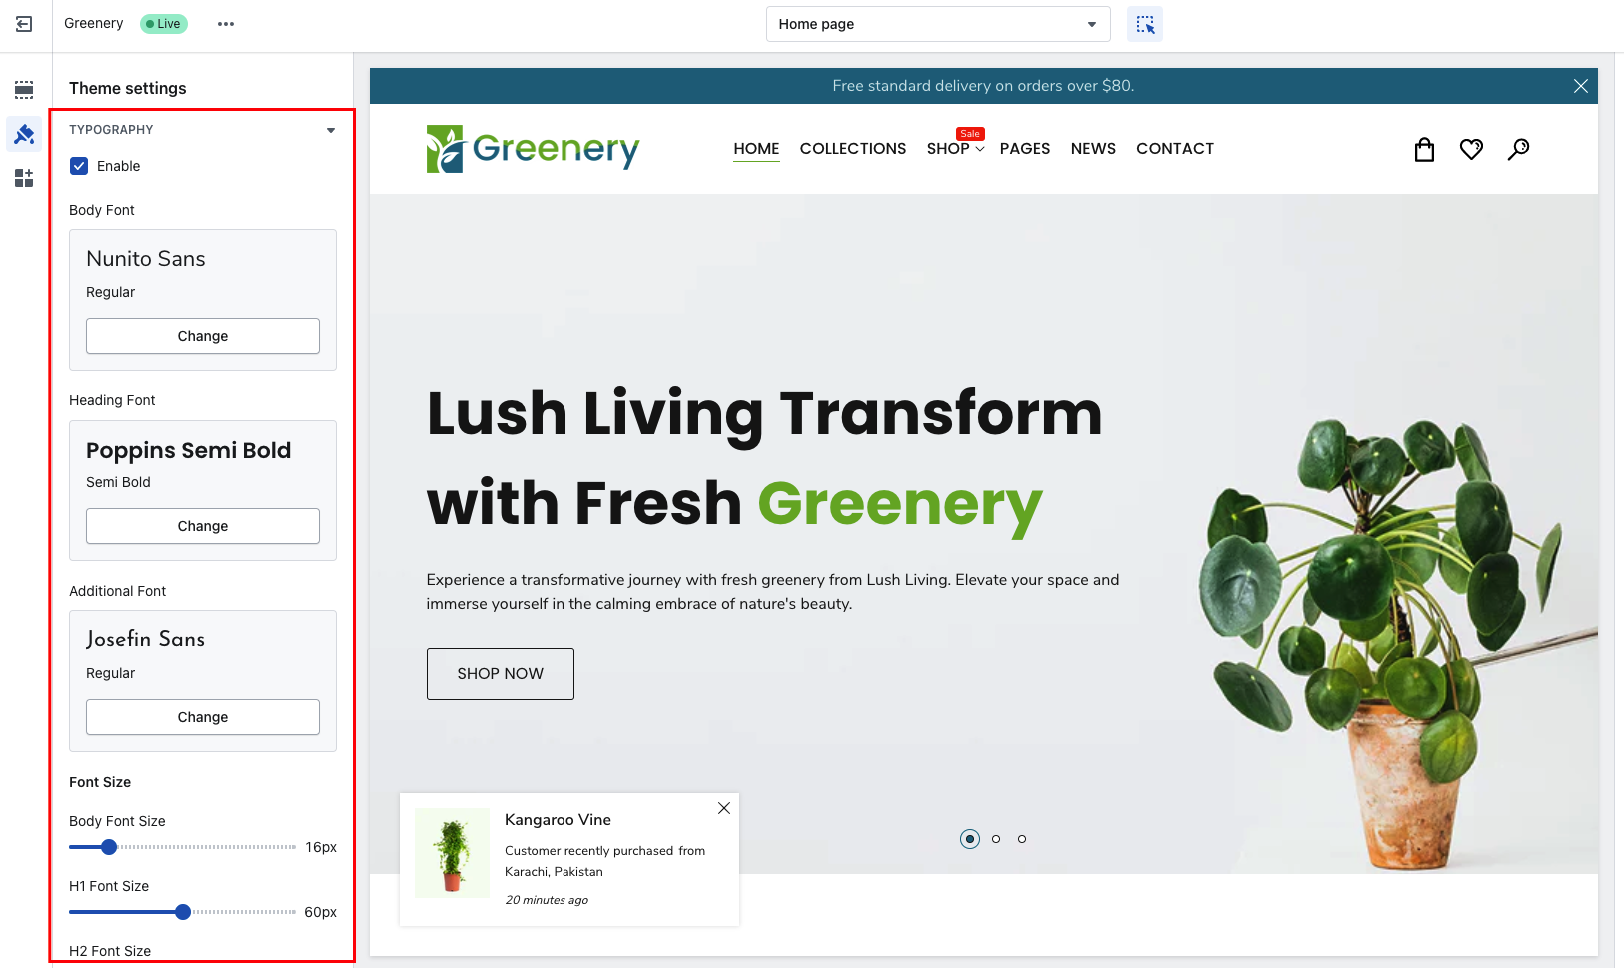 Greenery
Live
Home page
Theme settings
TYPOGRAPHY
Enable
Body Font
Nunito Sans
Regular
Change
Heading Font
Poppins Semi Bold
Semi Bold
Change
Additional Font
Josefin Sans
Regular
Change
Font Size
Body Font Size
16px
H1 Font Size
60px
H2 Font Size
Free standard delivery on orders over $80.
Greenery
Sale
HOME COLLECTIONS SHOP PAGES NEWS CONTACT
Lush Living Transform
with Fresh Greenery
Experience a transformative journey with fresh greenery from Lush Living. Elevate your space and
immerse yourself in the calming embrace of nature's beauty.
SHOP NOW
Kangaroo Vine
Customer recently purchased from
Karachi, Pakistan
20 minutes ago